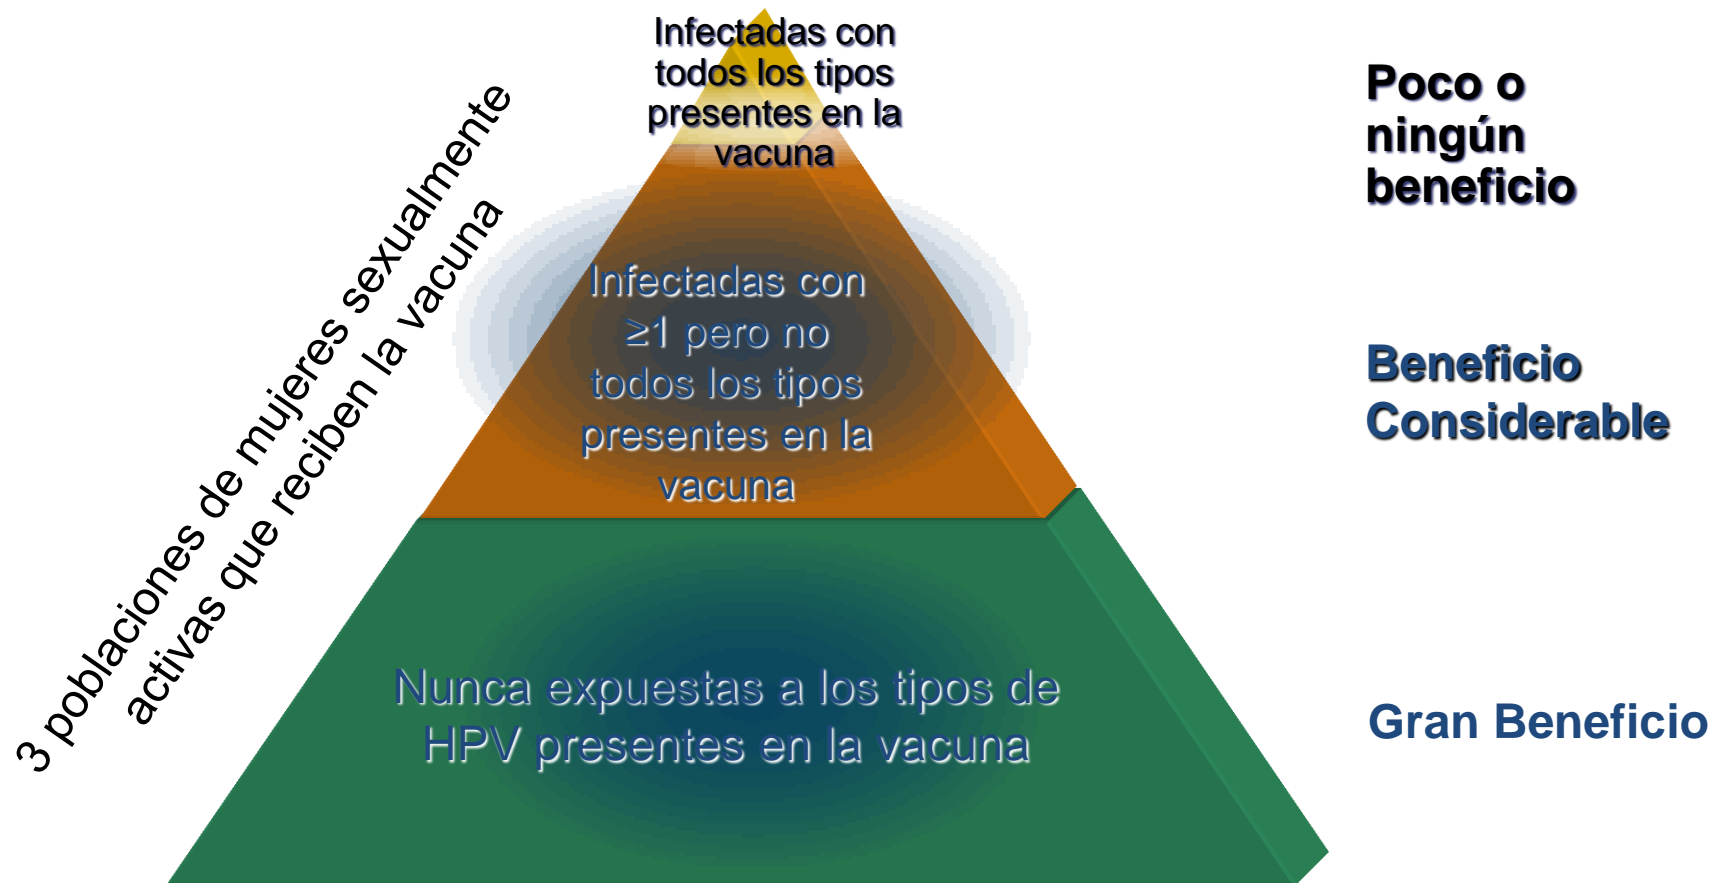 3 poblaciones de mujeres sexualmente
activas que reciben la vacuna
Infectadas con
todos los tipos
presentes en la
vacuna
Poco o
ningún
beneficio
Infectadas con
≥1 pero no
todos los tipos
presentes en la
vacuna
Beneficio
Considerable
Nunca expuestas a los tipos de
HPV presentes en la vacuna
Gran Beneficio